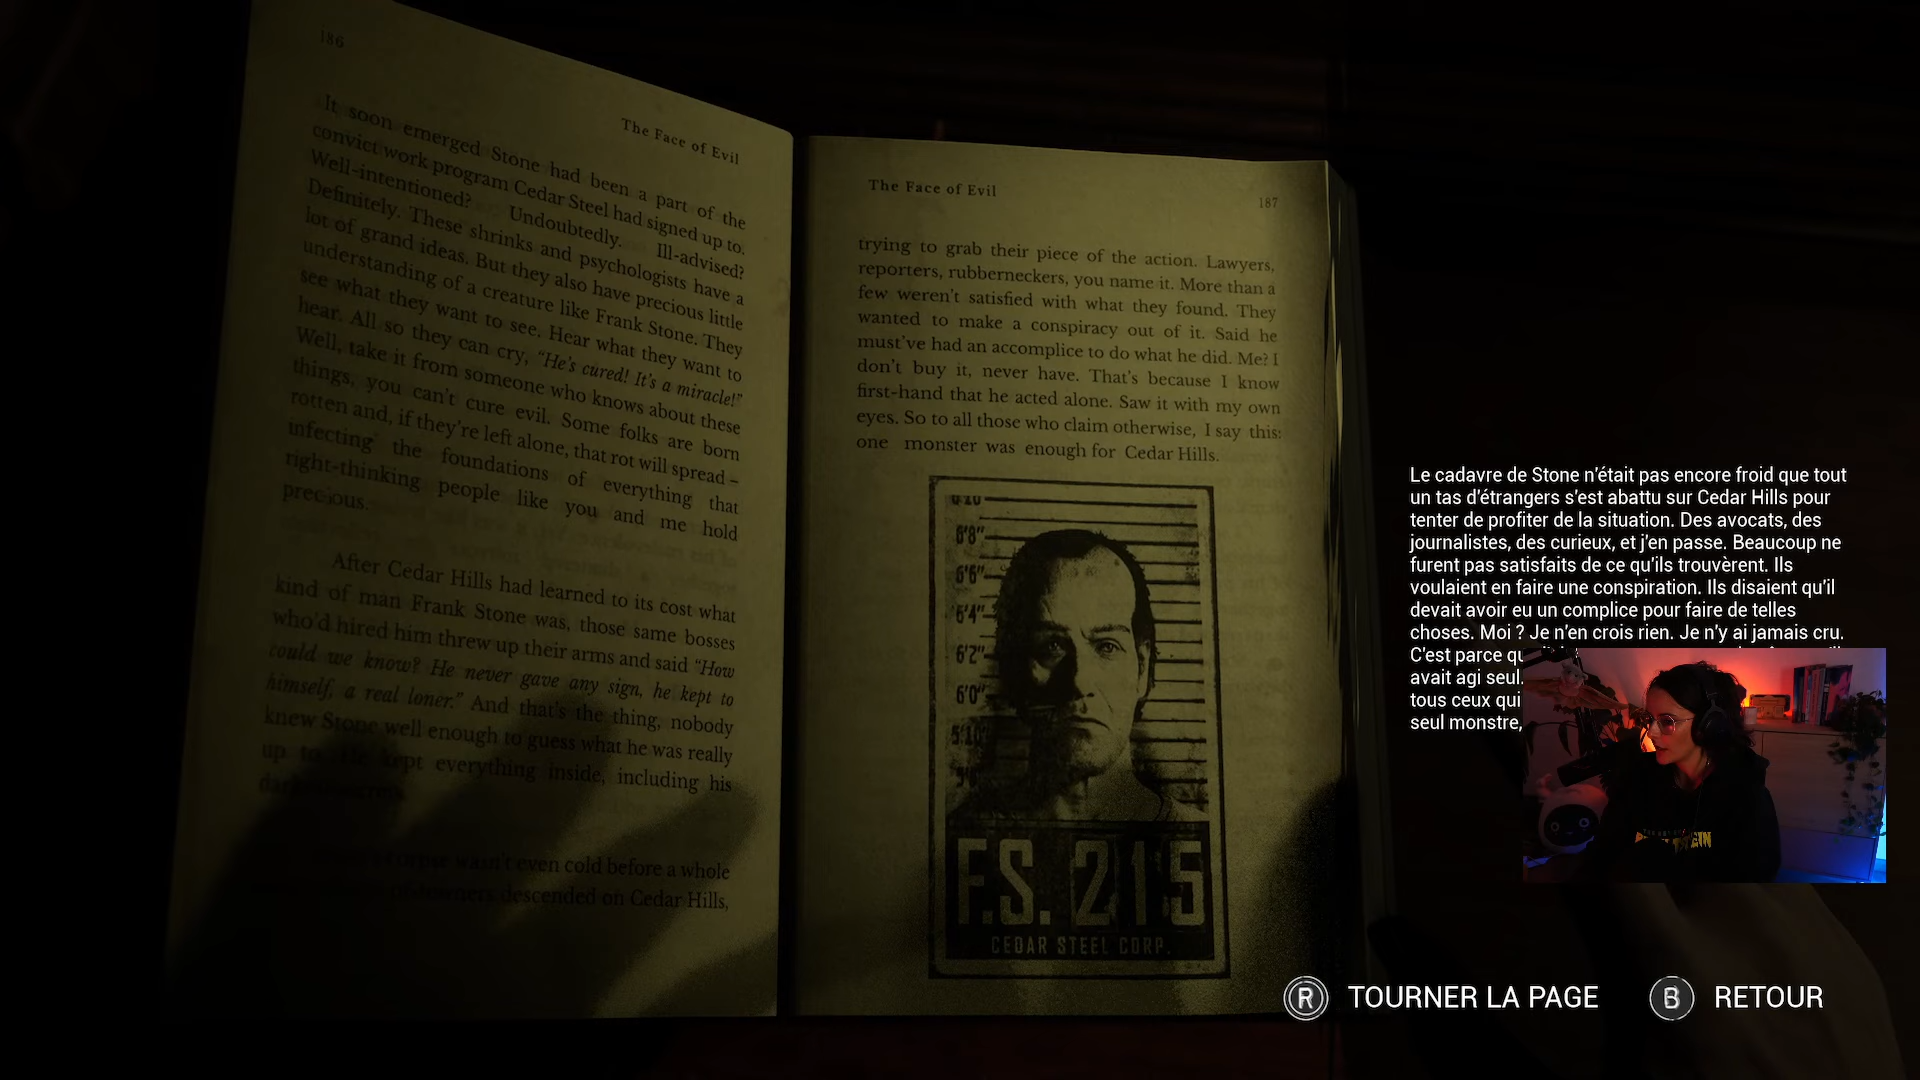 186
The Face of Evil
It soon emerged Stone had been a part of the
convict work program Cedar Steel had signed up to.
Well-intentioned? Undoubtedly. Ill-advised?
Definitely. These shrinks and psychologists have a
lot of grand ideas. But they also have precious little
understanding of a creature like Frank Stone. They
see what they want to see. Hear what they want to
hear. All so they can cry, “He’s cured! It’s a miracle!”
Well, take it from someone who knows about these
things, you can’t cure evil. Some folks are born
rotten and, if they’re left alone, that rot will spread –
infecting the foundations of everything that
right-thinking people like you and me hold
precious.
After Cedar Hills had learned to its cost what
kind of man Frank Stone was, those same bosses
who’d hired him threw up their arms and said “How
could we know? He never gave any sign, he kept to
himself, a real loner.” And that’s the thing, nobody
knew Stone well enough to guess what he was really
up to. He kept everything inside, including his
corpse wasn’t even cold before a whole
descended on Cedar Hills,
The Face of Evil
187
trying to grab their piece of the action. Lawyers,
reporters, rubberneckers, you name it. More than a
few weren’t satisfied with what they found. They
wanted to make a conspiracy out of it. Said he
must’ve had an accomplice to do what he did. Me? I
don’t buy it, never have. That’s because I know
first-hand that he acted alone. Saw it with my own
eyes. So to all those who claim otherwise, I say this:
one monster was enough for Cedar Hills.
6'8"
6'6"
6'4"
6'2"
6'0"
5'10"
F.S. 215
CEDAR STEEL CORP.
Le cadavre de Stone n'était pas encore froid que tout
un tas d'étrangers s'est abattu sur Cedar Hills pour
tenter de profiter de la situation. Des avocats, des
journalistes, des curieux, et j'en passe. Beaucoup ne
furent pas satisfaits de ce qu'ils trouvèrent. Ils
voulaient en faire une conspiration. Ils disaient qu'il
devait avoir eu un complice pour faire de telles
choses. Moi ? Je n'en crois rien. Je n'y ai jamais cru.
C'est parce
avait agi seul.
tous ceux qui
seul monstre,
R TOURNER LA PAGE
B RETOUR